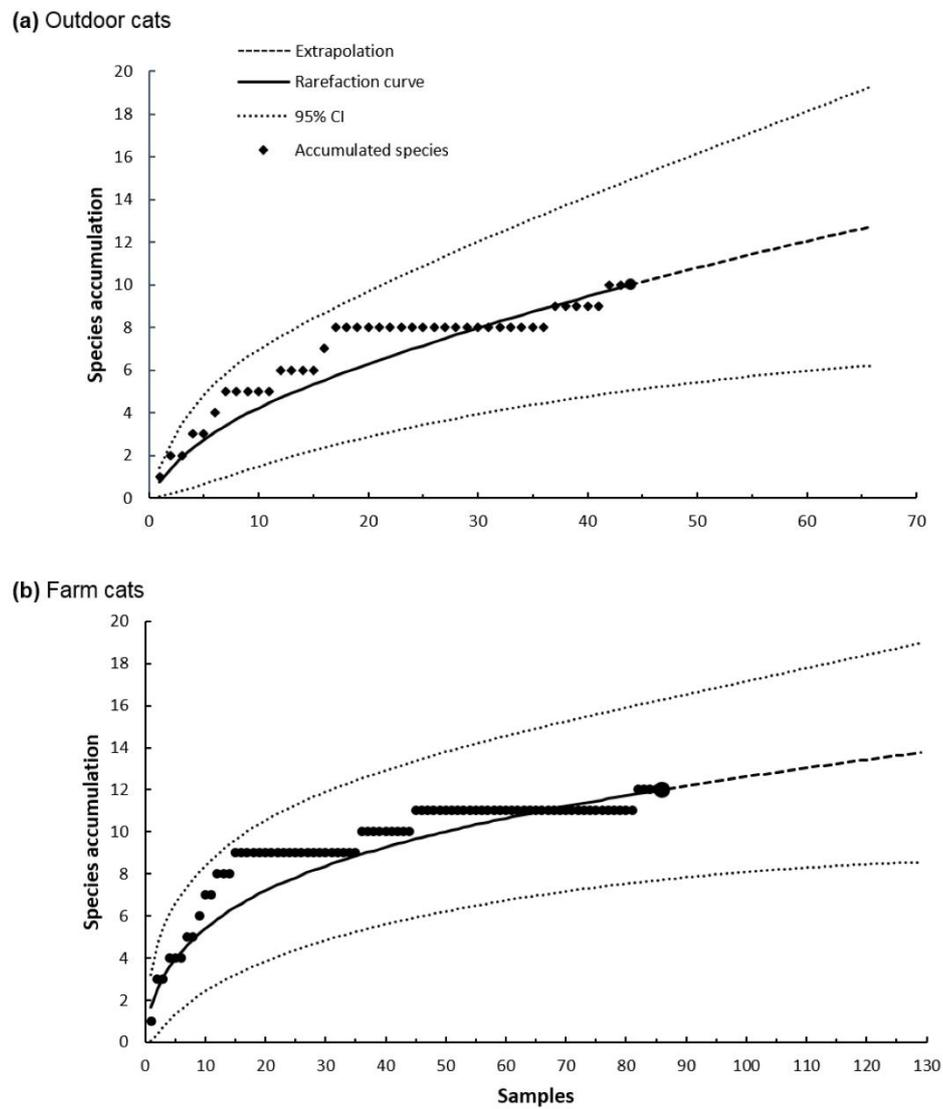 (a) Outdoor cats
Extrapolation
Rarefaction curve
95% CI
Accumulated species
Species accumulation
20
18
16
14
12
10
8
6
4
2
0
0 10 20 30 40 50 60 70
(b) Farm cats
Species accumulation
20
18
16
14
12
10
8
6
4
2
0
0 10 20 30 40 50 60 70 80 90 100 110 120 130
Samples